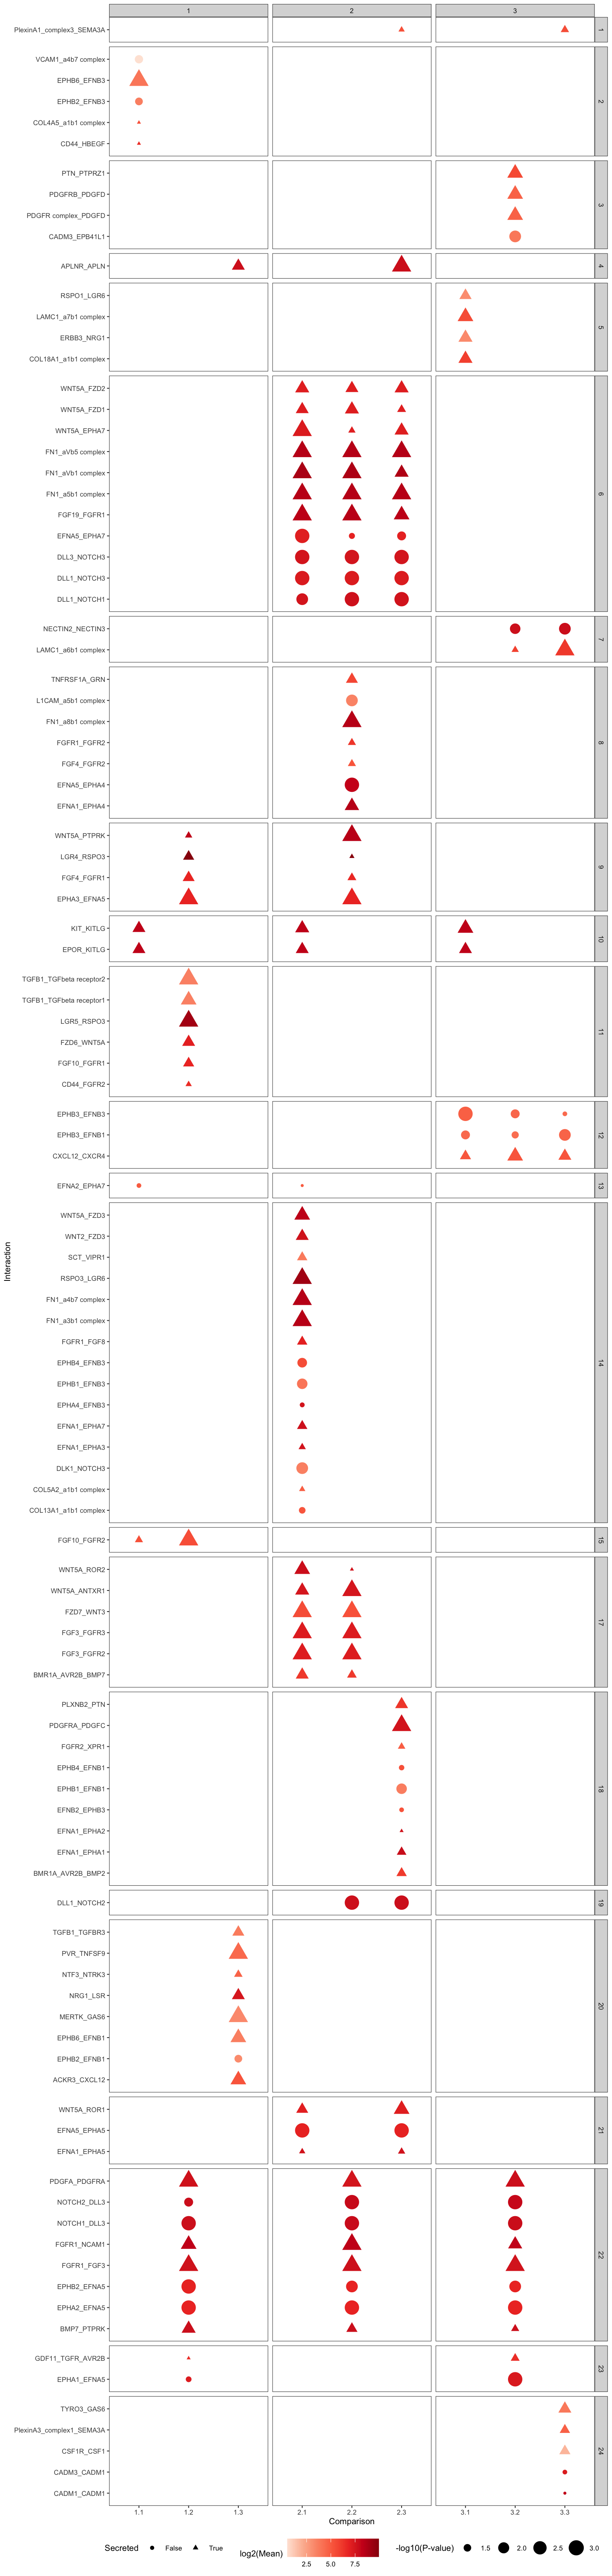 1 2 3
PlexinA1_complex3_SEMA3A
1
VCAM1_a4b7 complex
EPHB6_EFNB3
EPHB2_EFNB3
COL4A5_a1b1 complex
CD44_HBEGF
2
PTN_PTPRZ1
PDGFRB_PDGFD
PDGFR complex_PDGFD
CADM3_EPB41L1
3
APLNR_APLN
4
RSPO1_LGR6
LAMC1_a7b1 complex
ERBB3_NRG1
COL18A1_a1b1 complex
5
WNT5A_FZD2
WNT5A_FZD1
WNT5A_EPHA7
FN1_aVb5 complex
FN1_aVb1 complex
FN1_a5b1 complex
FGF19_FGFR1
EFNA5_EPHA7
DLL3_NOTCH3
DLL1_NOTCH3
DLL1_NOTCH1
6
NECTIN2_NECTIN3
LAMC1_a6b1 complex
7
TNFRSF1A_GRN
L1CAM_a5b1 complex
FN1_a8b1 complex
FGFR1_FGFR2
FGF4_FGFR2
EFNA5_EPHA4
EFNA1_EPHA4
8
WNT5A_PTPRK
LGR4_RSPO3
FGF4_FGFR1
EPHA3_EFNA5
9
KIT_KITLG
EPOR_KITLG
10
TGFB1_TGFbeta receptor2
TGFB1_TGFbeta receptor1
LGR5_RSPO3
FZD6_WNT5A
FGF10_FGFR1
CD44_FGFR2
11
EPHB3_EFNB3
EPHB3_EFNB1
CXCL12_CXCR4
12
EFNA2_EPHA7
13
WNT5A_FZD3
WNT2_FZD3
SCT_VIPR1
RSPO3_LGR6
FN1_a4b7 complex
FN1_a3b1 complex
FGFR1_FGF8
EPHB4_EFNB3
EPHB1_EFNB3
EPHA4_EFNB3
EFNA1_EPHA7
EFNA1_EPHA3
DLK1_NOTCH3
COL5A2_a1b1 complex
COL13A1_a1b1 complex
14
Interaction
FGF10_FGFR2
15
WNT5A_ROR2
WNT5A_ANTXR1
FZD7_WNT3
FGF3_FGFR3
FGF3_FGFR2
BMR1A_AVR2B_BMP7
17
PLXNB2_PTN
PDGFRA_PDGFC
FGFR2_XPR1
EPHB4_EFNB1
EPHB1_EFNB1
EFNB2_EPHB3
EFNA1_EPHA2
EFNA1_EPHA1
BMR1A_AVR2B_BMP2
18
DLL1_NOTCH2
19
TGFB1_TGFBR3
PVR_TNFSF9
NTF3_NTRK3
NRG1_LSR
MERTK_GAS6
EPHB6_EFNB1
EPHB2_EFNB1
ACKR3_CXCL12
20
WNT5A_ROR1
EFNA5_EPHA5
EFNA1_EPHA5
21
PDGFA_PDGFRA
NOTCH2_DLL3
NOTCH1_DLL3
FGFR1_NCAM1
FGFR1_FGF3
EPHB2_EFNA5
EPHA2_EFNA5
BMP7_PTPRK
22
GDF11_TGFR_AVR2B
EPHA1_EFNA5
23
TYRO3_GAS6
PlexinA3_complex1_SEMA3A
CSF1R_CSF1
CADM3_CADM1
CADM1_CADM1
24
1.1 1.2 1.3 2.1 2.2 2.3 3.1 3.2 3.3
Comparison
Secreted False True log2(Mean) 2.5 5.0 7.5 -log10(P-value) 1.5 2.0 2.5 3.0